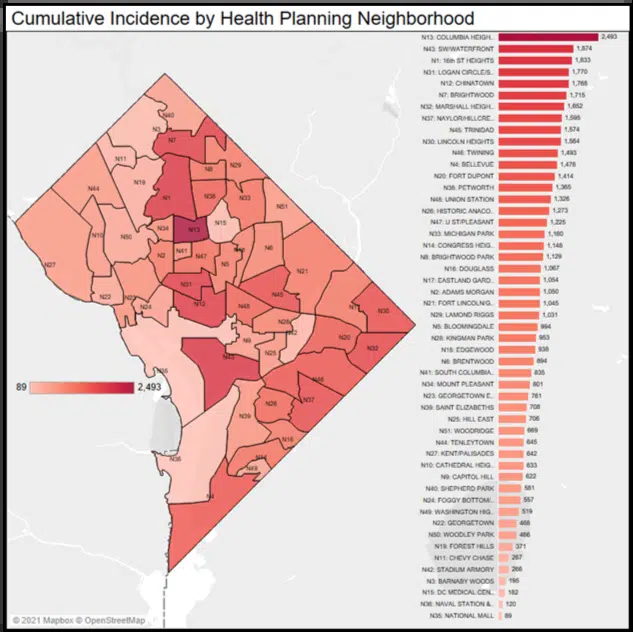 Cumulative Incidence by Health Planning Neighborhood
N13: COLUMBIA HEIGH.. 2,493
N43: SW/WATERFRONT 1,874
N1: 16th ST HEIGHTS 1,833
N31: LOGAN CIRCLE/S.. 1,770
N12: CHINATOWN 1,768
N7: BRIGHTWOOD 1,715
N32: MARSHALL HEIGH.. 1,652
N37: NAYLOR/HILLCRE.. 1,595
N45: TRINIDAD 1,574
N30: LINCOLN HEIGHTS 1,564
N46: TWINING 1,493
N4: BELLEVUE 1,476
N20: FORT DUPONT 1,414
N38: PETWORTH 1,365
N48: UNION STATION 1,326
N26: HISTORIC ANACO.. 1,273
N47: U ST/PLEASANT 1,225
N33: MICHIGAN PARK 1,180
N14: CONGRESS HEIG.. 1,148
N8: BRIGHTWOOD PARK 1,129
N16: DOUGLASS 1,067
N17: EASTLAND GARD.. 1,054
N2: ADAMS MORGAN 1,050
N21: FORT LINCOLN/G.. 1,045
N29: LAMOND RIGGS 1,031
N5: BLOOMINGDALE 994
N28: KINGMAN PARK 953
N18: EDGEWOOD 938
N6: BRENTWOOD 894
N41: SOUTH COLUMBIA.. 835
N34: MOUNT PLEASANT 801
N23: GEORGETOWN E.. 761
N39: SAINT ELIZABETHS 708
N25: HILL EAST 706
N51: WOODRIDGE 669
N44: TENLEYTOWN 645
N27: KENT/PALISADES 642
N10: CATHEDRAL HEIG.. 633
N9: CAPITOL HILL 622
N40: SHEPHERD PARK 581
N24: FOGGY BOTTOM/.. 557
N49: WASHINGTON HIG.. 519
N22: GEORGETOWN 468
N50: WOODLEY PARK 466
N19: FOREST HILLS 371
N11: CHEVY CHASE 267
N42: STADIUM ARMORY 266
N3: BARNABY WOODS 195
N15: DC MEDICAL CEN.. 182
N36: NAVAL STATION &.. 120
N35: NATIONAL MALL 89
N40
N3
N7
N11
N8
N29
N44
N19
N1
N38
N33
N51
N10
N50
N34
N13
N15
N41
N2
N47
N5
N6
N27
N21
N22
N23
N24
N31
N12
N48
N45
N30
N28
N9
N25
N20
N32
N43
N35
N46
N37
N26
N39
N16
N14
N49
N36
N4
89 2,493
© 2021 Mapbox © OpenStreetMap